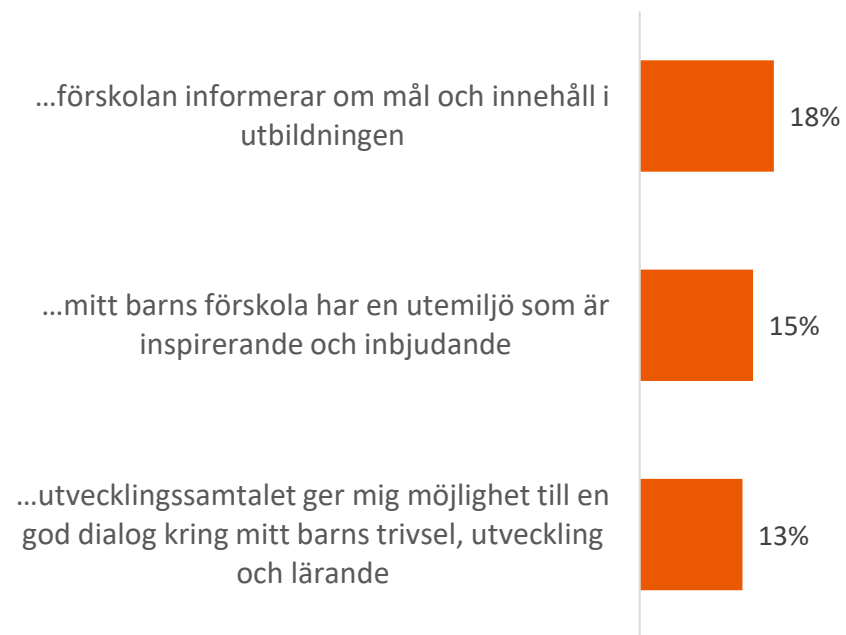 ...förskolan informerar om mål och innehåll i
utbildningen
18%
...mitt barns förskola har en utemiljö som är
inspirerande och inbjudande
15%
...utvecklingssamtalet ger mig möjlighet till en
god dialog kring mitt barns trivsel, utveckling
och lärande
13%